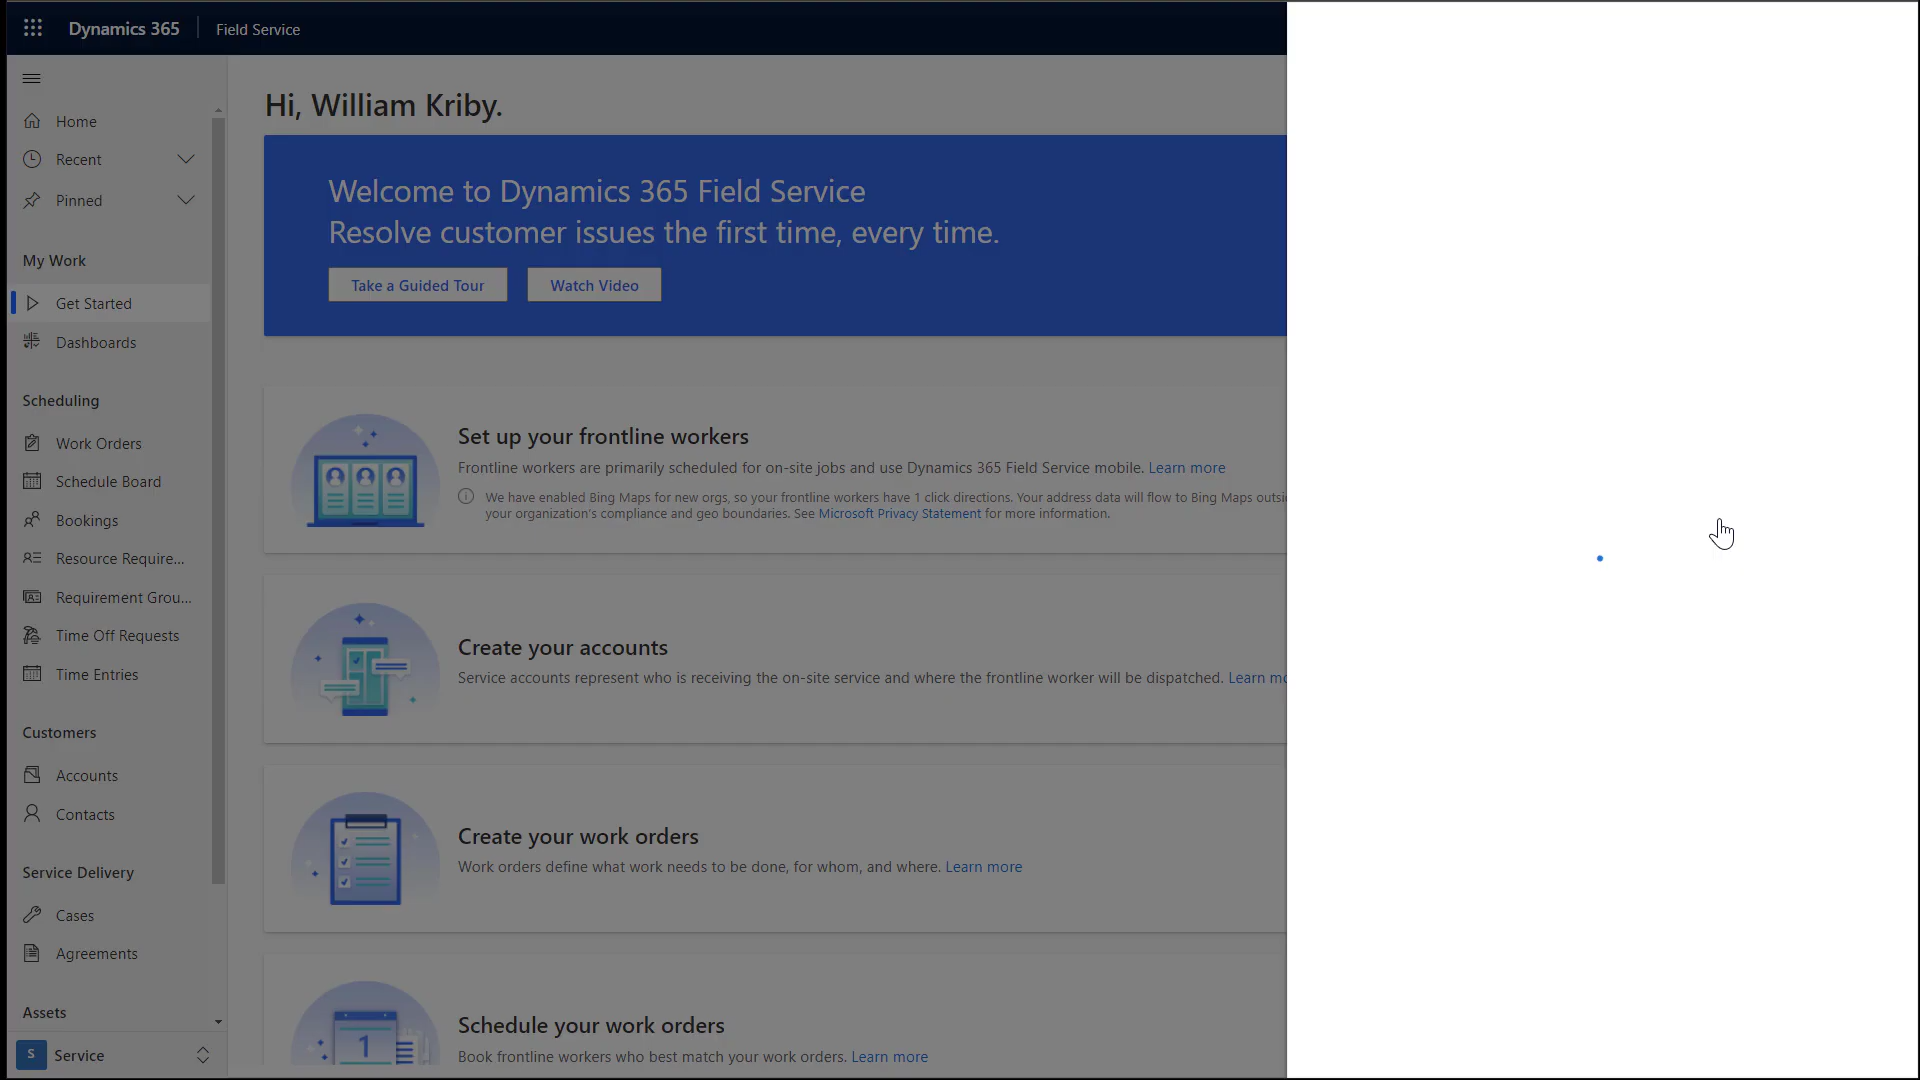 Dynamics 365 Field Service
Home
Recent
Pinned
My Work
Get Started
Dashboards
Scheduling
Work Orders
Schedule Board
Bookings
Resource Require...
Requirement Grou...
Time Off Requests
Time Entries
Customers
Accounts
Contacts
Service Delivery
Cases
Agreements
Assets
S Service
Hi, William Kriby.
Welcome to Dynamics 365 Field Service
Resolve customer issues the first time, every time.
Take a Guided Tour Watch Video
Set up your frontline workers
Frontline workers are primarily scheduled for on-site jobs and use Dynamics 365 Field Service mobile. Learn more
We have enabled Bing Maps for new orgs, so your frontline workers have 1 click directions. Your address data will flow to Bing Maps outsi
your organization's compliance and geo boundaries. See Microsoft Privacy Statement for more information.
Create your accounts
Service accounts represent who is receiving the on-site service and where the frontline worker will be dispatched. Learn mo
Create your work orders
Work orders define what work needs to be done, for whom, and where. Learn more
1
Schedule your work orders
Book frontline workers who best match your work orders. Learn more